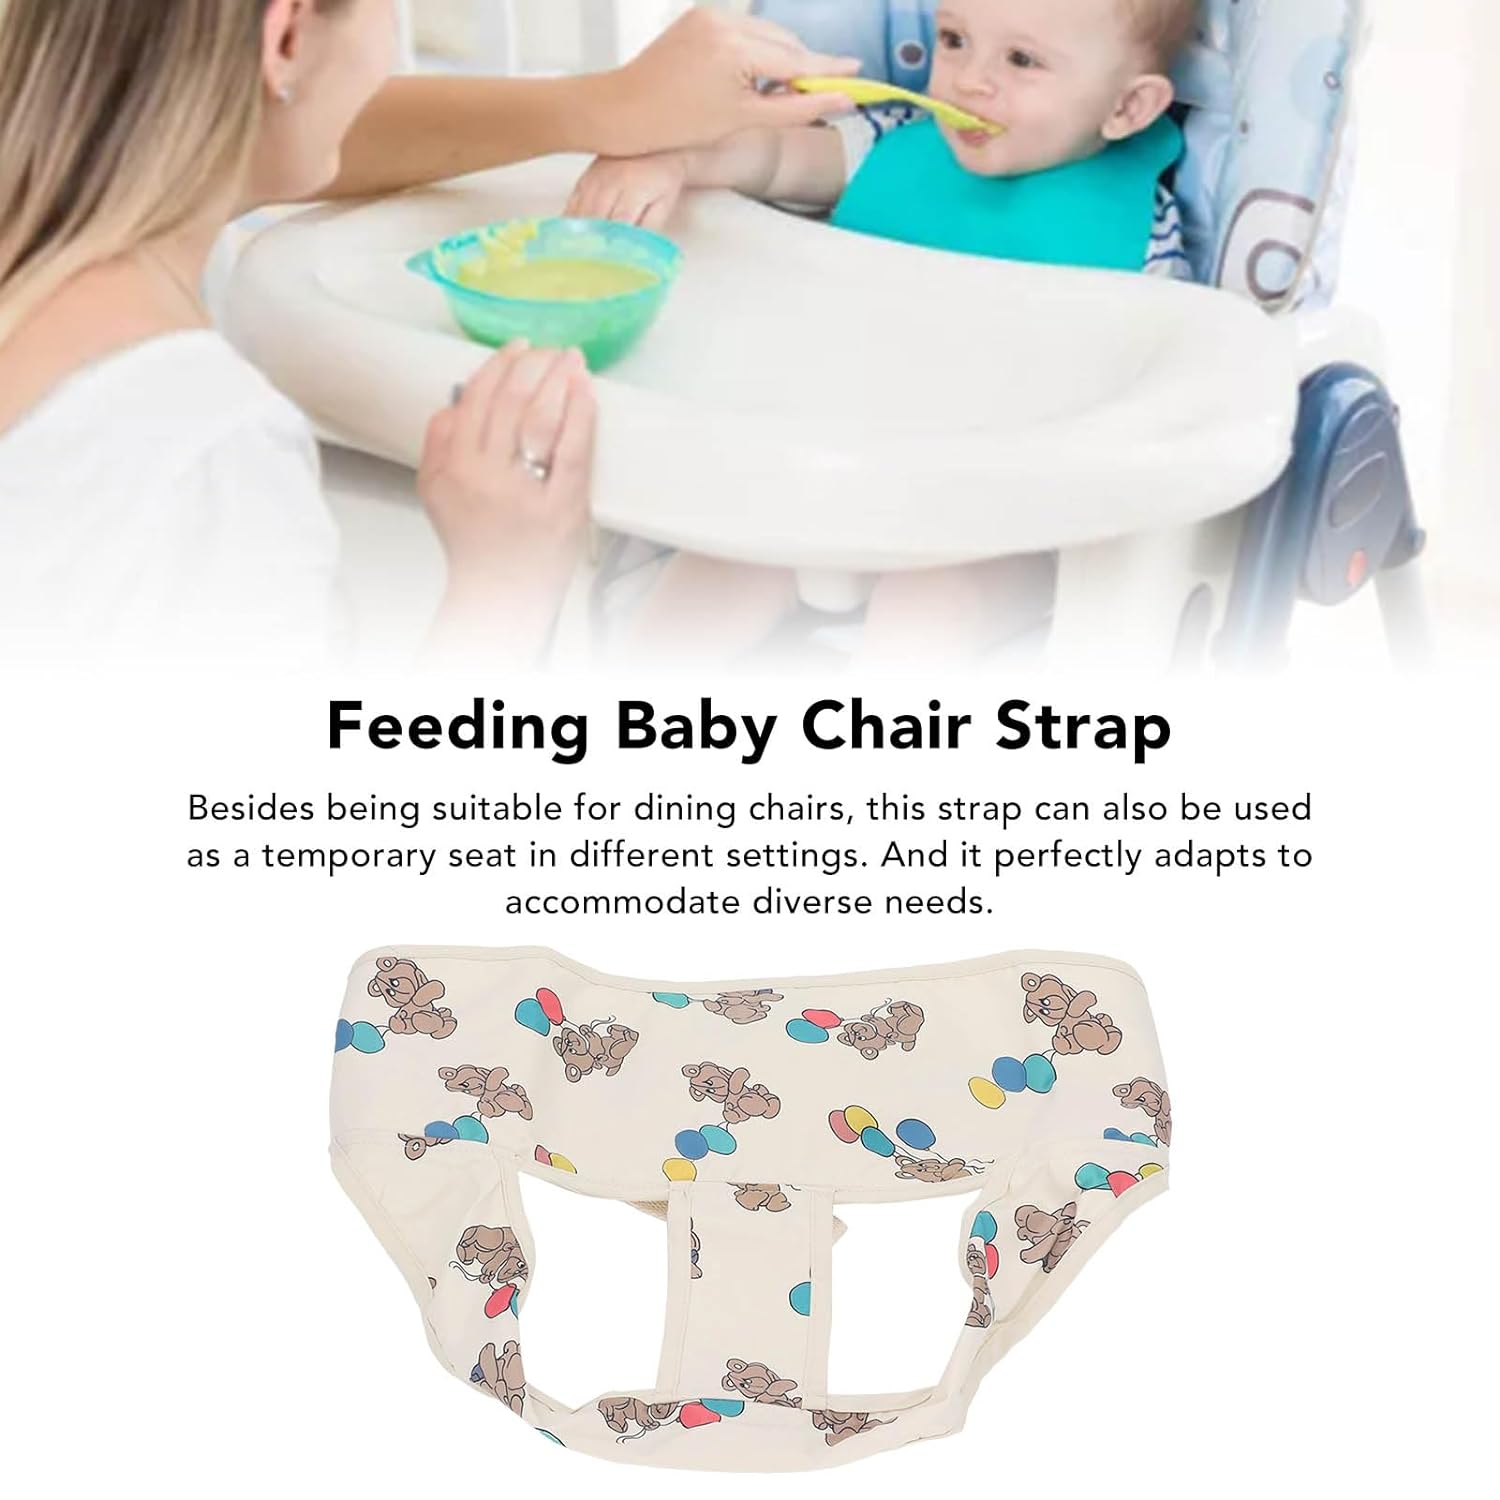 Feeding Baby Chair Strap
Besides being suitable for dining chairs, this strap can also be used
as a temporary seat in different settings. And it perfectly adapts to
accommodate diverse needs.